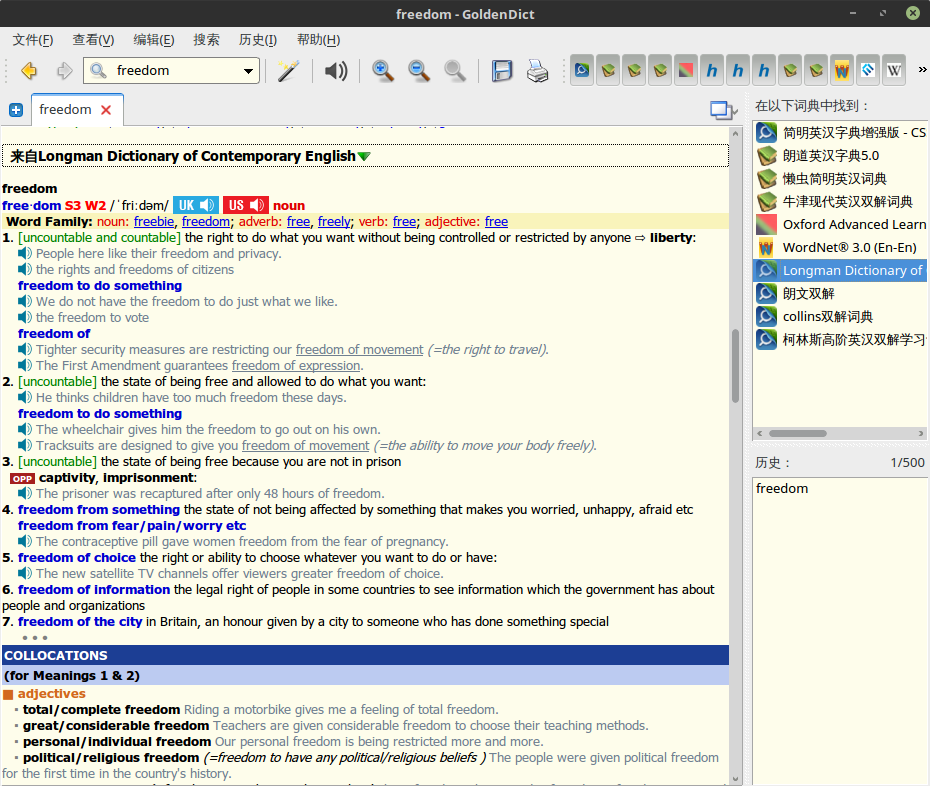 freedom - GoldenDict
文件(F) 查看(V) 编辑(E) 搜索 历史(I) 帮助(H)
freedom
freedom
来自Longman Dictionary of Contemporary English
freedom
free·dom S3 W2 /ˈfriːdəm/ UK US noun
Word Family: noun: freebie, freedom; adverb: free, freely; verb: free; adjective: free
1. [uncountable and countable] the right to do what you want without being controlled or restricted by anyone ⇨ liberty:
People here like their freedom and privacy.
the rights and freedoms of citizens
freedom to do something
We do not have the freedom to do just what we like.
the freedom to vote
freedom of
Tighter security measures are restricting our freedom of movement (=the right to travel).
The First Amendment guarantees freedom of expression.
2. [uncountable] the state of being free and allowed to do what you want:
He thinks children have too much freedom these days.
freedom to do something
The wheelchair gives him the freedom to go out on his own.
Tracksuits are designed to give you freedom of movement (=the ability to move your body freely).
3. [uncountable] the state of being free because you are not in prison
OPP captivity, imprisonment:
The prisoner was recaptured after only 48 hours of freedom.
4. freedom from something the state of not being affected by something that makes you worried, unhappy, afraid etc
freedom from fear/pain/worry etc
The contraceptive pill gave women freedom from the fear of pregnancy.
5. freedom of choice the right or ability to choose whatever you want to do or have:
The new satellite TV channels offer viewers greater freedom of choice.
6. freedom of information the legal right of people in some countries to see information which the government has about
people and organizations
7. freedom of the city in Britain, an honour given by a city to someone who has done something special
• • •
COLLOCATIONS
(for Meanings 1 & 2)
adjectives
▪ total/complete freedom Riding a motorbike gives me a feeling of total freedom.
▪ great/considerable freedom Teachers are given considerable freedom to choose their teaching methods.
▪ personal/individual freedom Our personal freedom is being restricted more and more.
▪ political/religious freedom (=freedom to have any political/religious beliefs ) The people were given political freedom
for the first time in the country's history.
在以下词典中找到：
简明英汉字典增强版 - CS
朗道英汉字典5.0
懒虫简明英汉词典
牛津现代英汉双解词典
Oxford Advanced Learn
WordNet® 3.0 (En-En)
Longman Dictionary of
朗文双解
collins双解词典
柯林斯高阶英汉双解学习
历史： 1/500
freedom